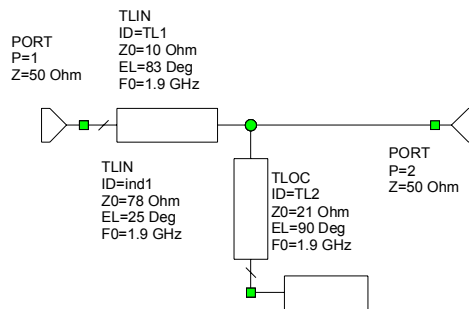 TLIN
ID=TL1
Z0=10 Ohm
EL=83 Deg
F0=1.9 GHz
PORT
P=1
Z=50 Ohm
TLIN
ID=ind1
Z0=78 Ohm
EL=25 Deg
F0=1.9 GHz
TLOC
ID=TL2
Z0=21 Ohm
EL=90 Deg
F0=1.9 GHz
PORT
P=2
Z=50 Ohm